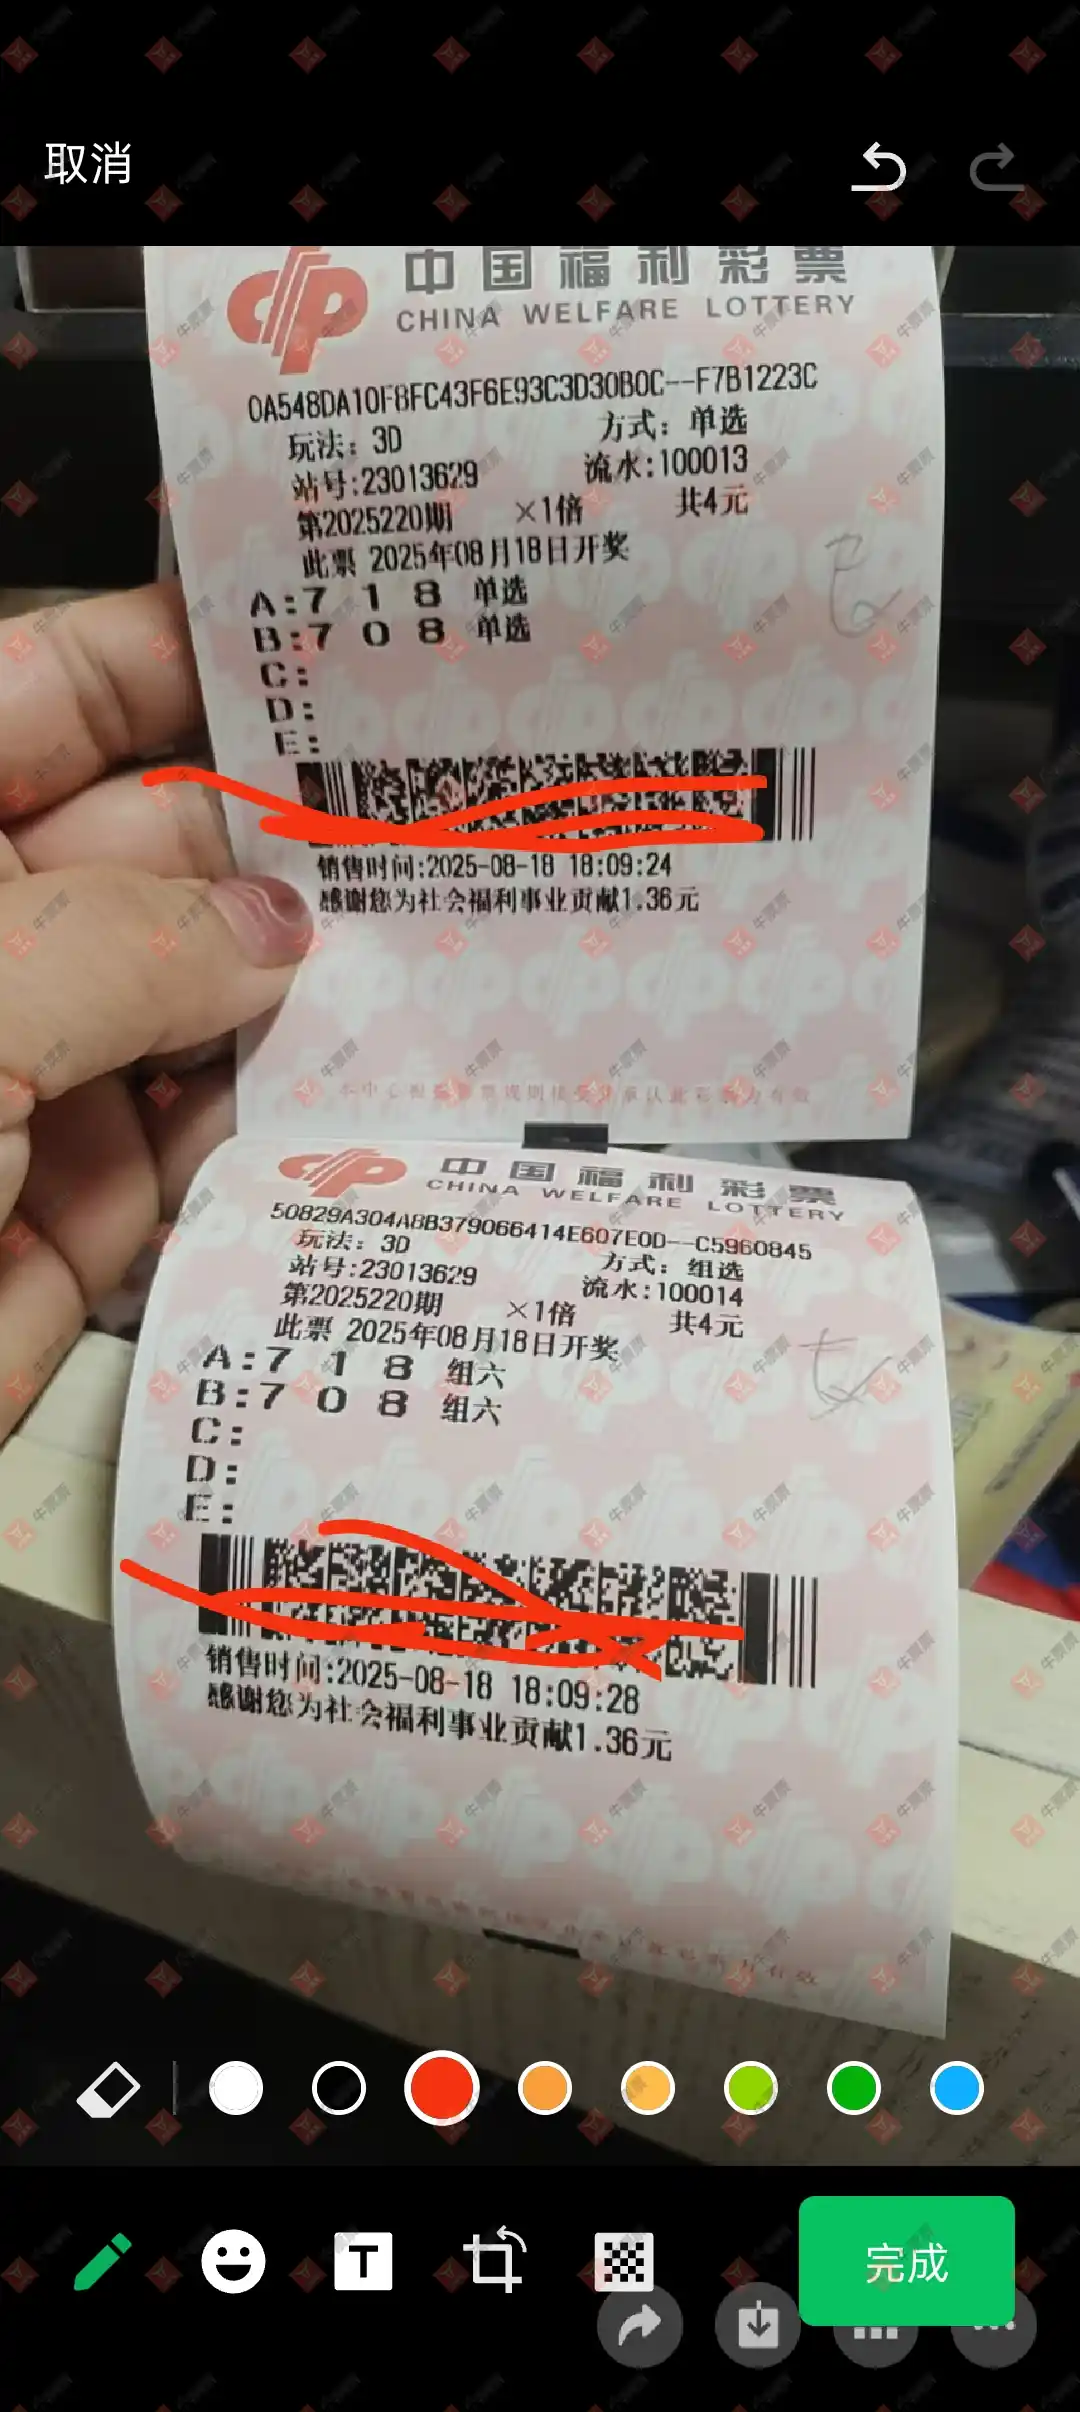 取消
中国福利彩票
CHINA WELFARE LOTTERY
0A548DA10F8FC43F6E93C3D30B0C--F7B1223C
玩法：3D 方式：单选
站号:23013629 流水:100013
第2025220期 ×1倍 共4元
此票 2025年08月18日开奖
A:7 1 8 单选
B:7 0 8 单选
C:
D:
E:
销售时间:2025-08-18 18:09:24
感谢您为社会福利事业贡献1.36元
中国福利彩票
CHINA WELFARE LOTTERY
50829A304A8B379066414E607E0D--C5960845
玩法：3D 方式：组选
站号:23013629 流水:100014
第2025220期 ×1倍 共4元
此票 2025年08月18日开奖
A:7 1 8 组六
B:7 0 8 组六
C:
D:
E:
销售时间:2025-08-18 18:09:28
感谢您为社会福利事业贡献1.36元
T
完成